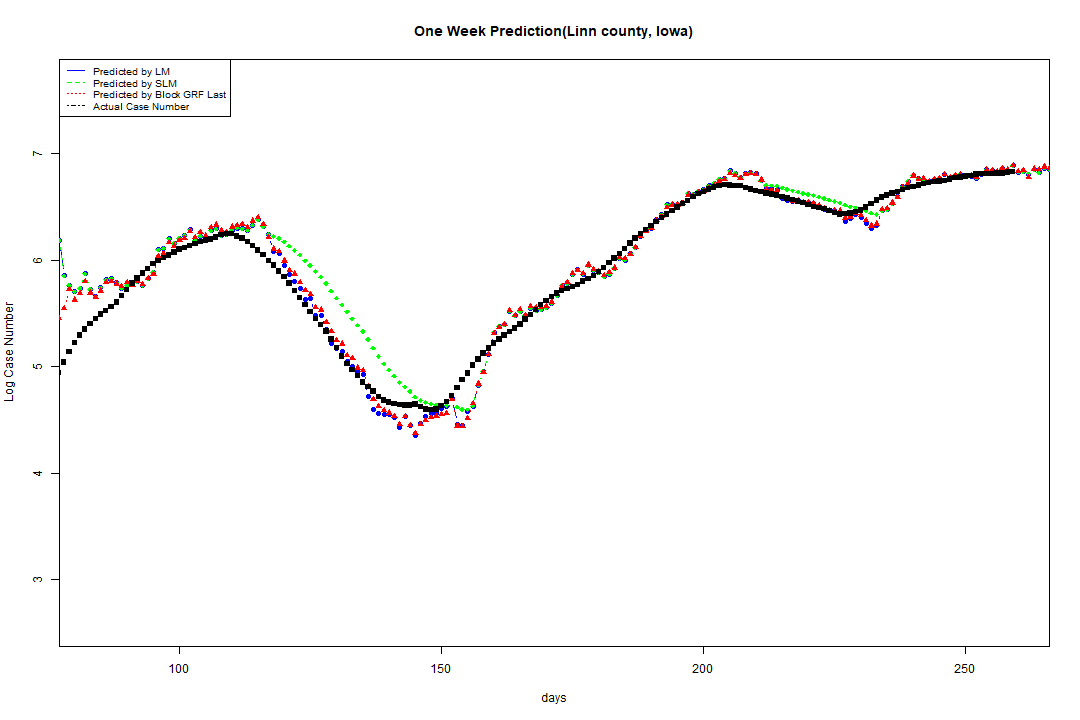 One Week Prediction(Linn county, Iowa)
Predicted by LM
Predicted by SLM
Predicted by Block GRF Last
Actual Case Number
Log Case Number
7
6
5
4
3
100 150 200 250
days